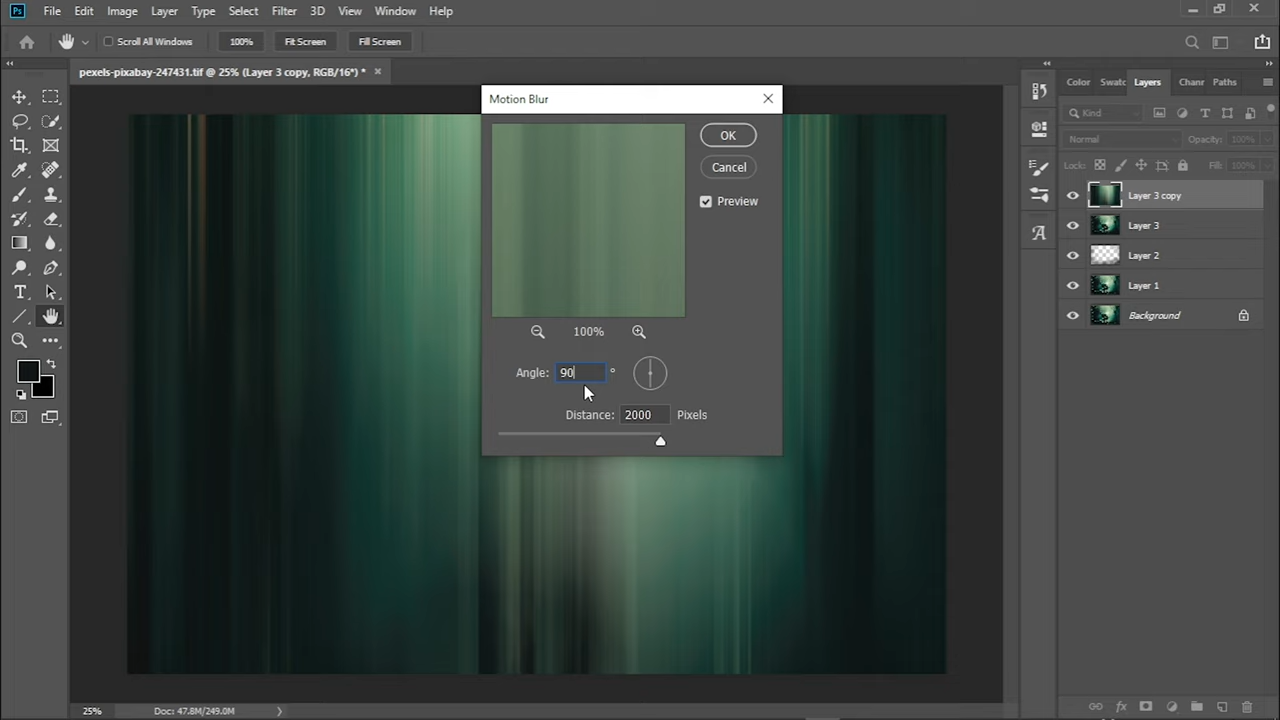 Ps File Edit Image Layer Type Select Filter 3D View Window Help
Scroll All Windows 100% Fit Screen Fill Screen
pexels-pixabay-247431.tif @ 25% (Layer 3 copy, RGB/16*) *
Motion Blur
OK
Cancel
Preview
100%
Angle: 90 °
Distance: 2000 Pixels
Color Swatc Layers Chanr Paths
Kind
Normal Opacity: 100%
Lock: Fill: 100%
Layer 3 copy
Layer 3
Layer 2
Layer 1
Background
25% Doc: 47.8M/249.0M